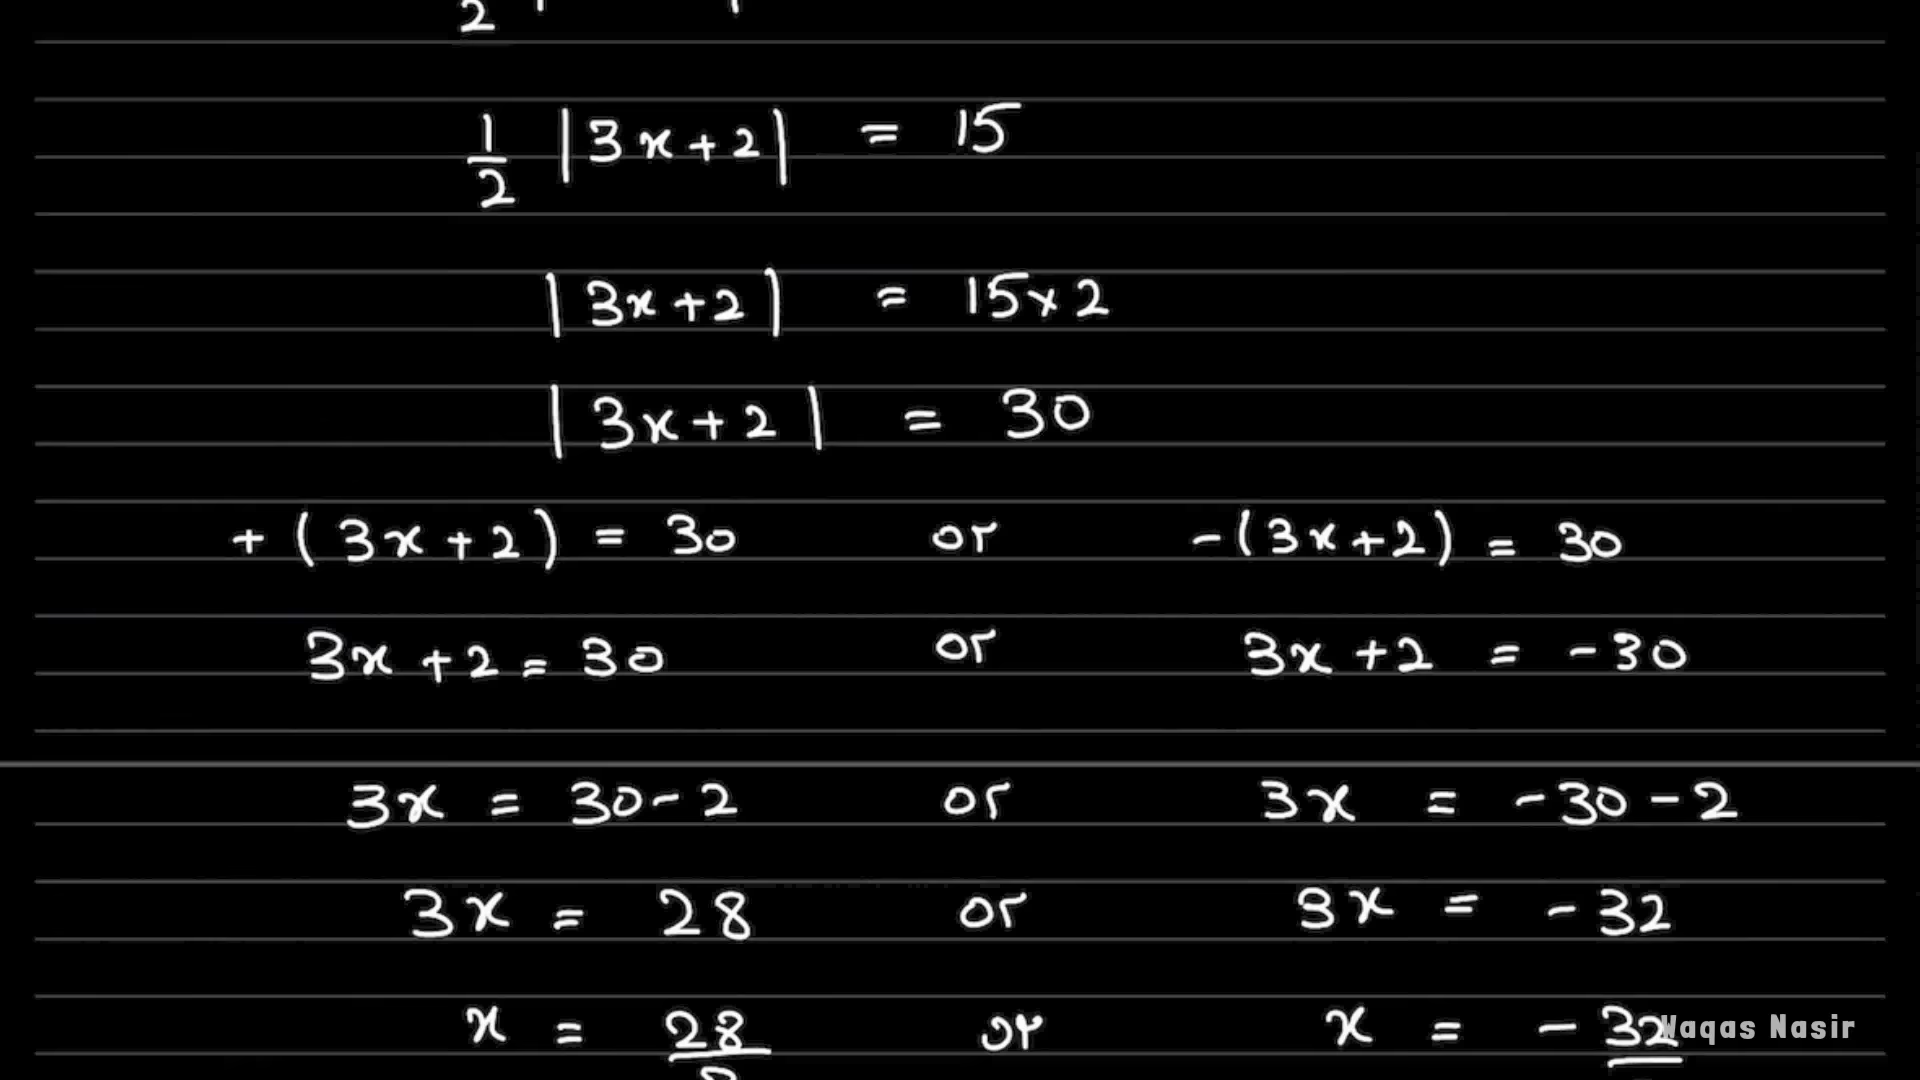 2
1/2 |3x+2| = 15
|3x+2| = 15×2
|3x+2| = 30
+(3x+2) = 30 or -(3x+2) = 30
3x+2 = 30 or 3x+2 = -30
3x = 30-2 or 3x = -30-2
3x = 28 or 3x = -32
x = 28 or x = -32
Waqas Nasir